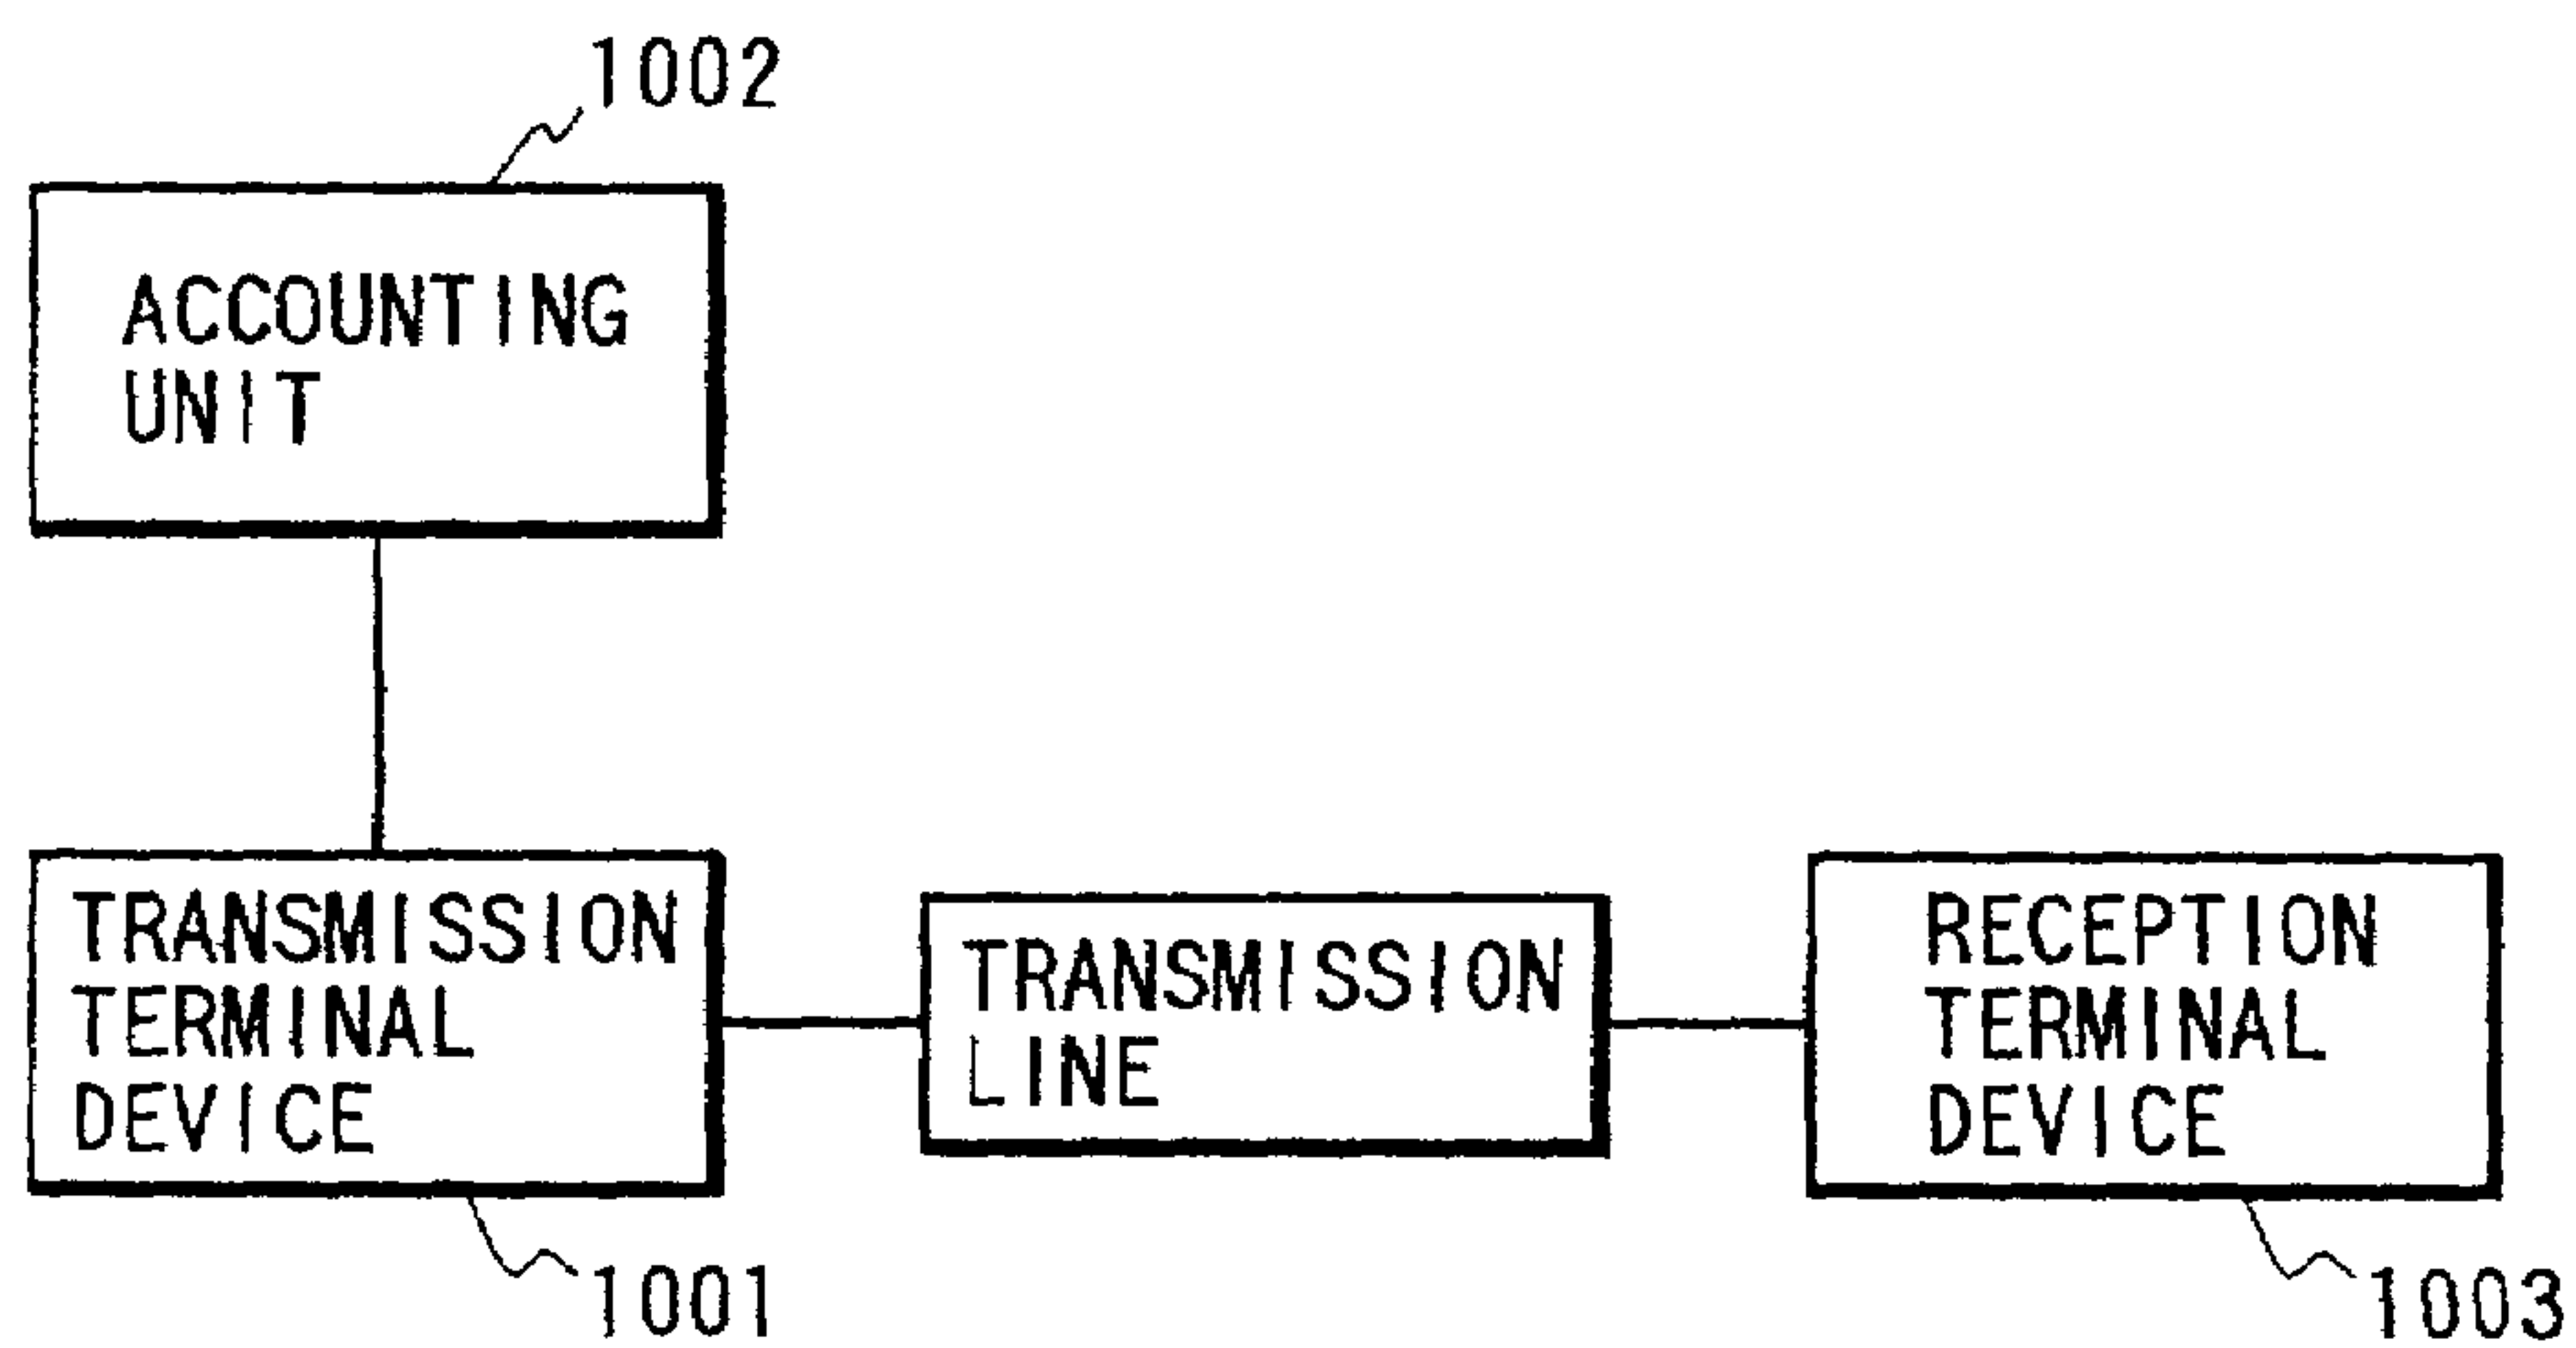 1002
ACCOUNTING
UNIT
TRANSMISSION
TERMINAL
DEVICE
1001
TRANSMISSION
LINE
RECEPTION
TERMINAL
DEVICE
1003